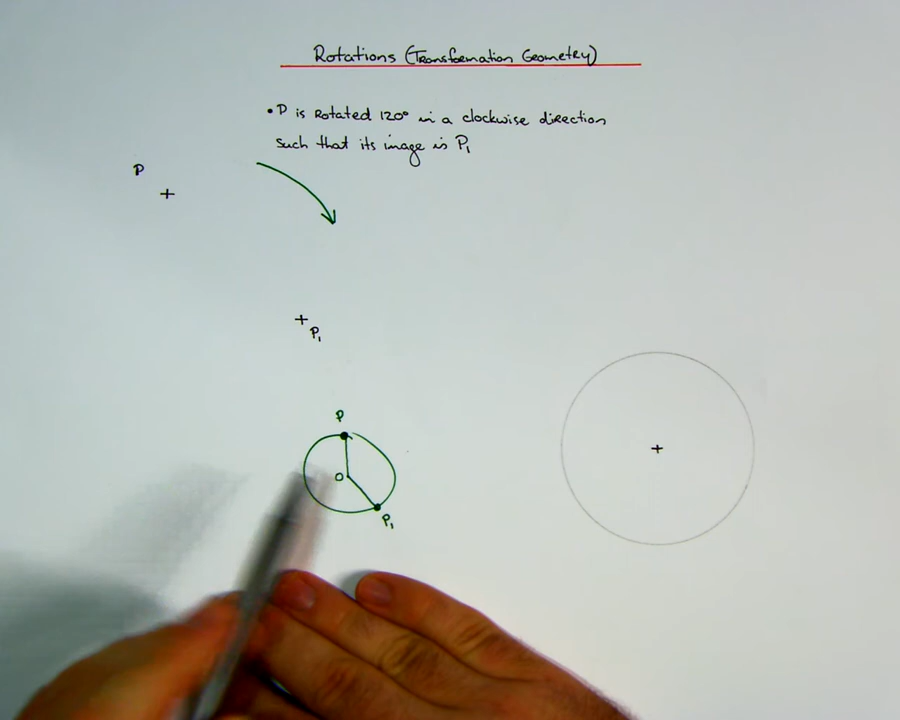 Rotations (Transformation Geometry)
• P is Rotated 120° in a clockwise direction
such that its image is P₁
P
P₁
P
O
P₁